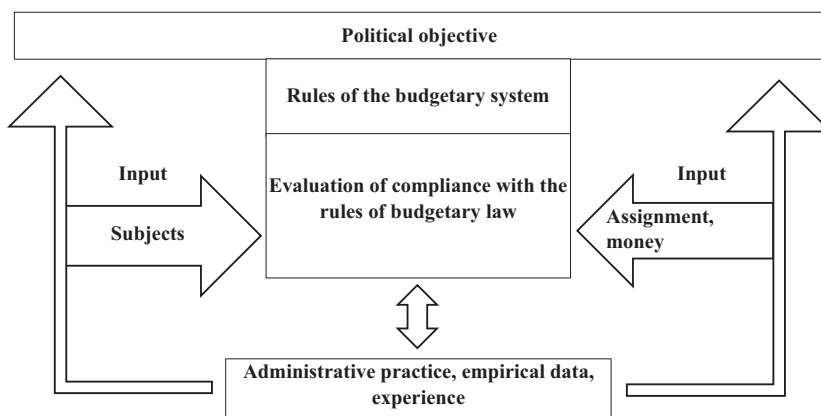 Political objective
Rules of the budgetary system
Input
Subjects
Evaluation of compliance with the
rules of budgetary law
Input
Assignment,
money
Administrative practice, empirical data,
experience